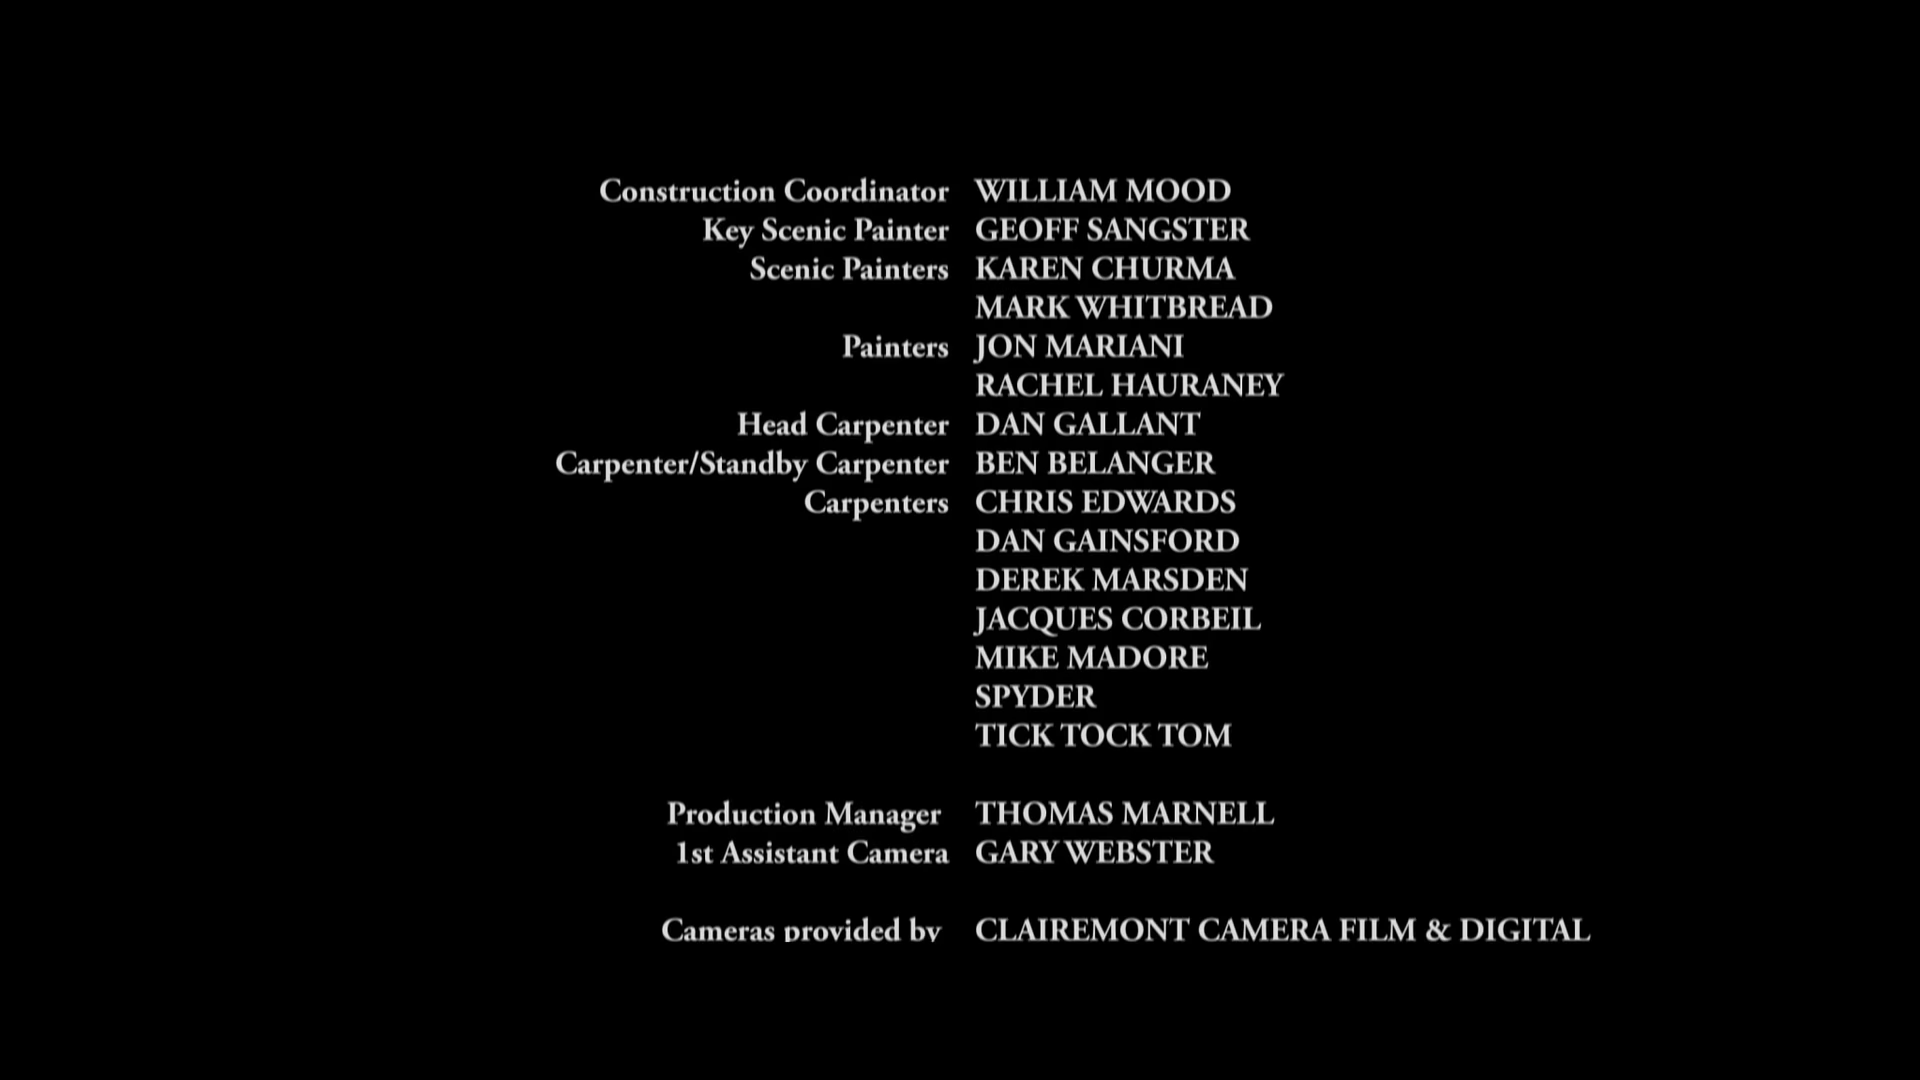 Construction Coordinator WILLIAM MOOD
Key Scenic Painter GEOFF SANGSTER
Scenic Painters KAREN CHURMA
MARK WHITBREAD
Painters JON MARIANI
RACHEL HAURANEY
Head Carpenter DAN GALLANT
Carpenter/Standby Carpenter BEN BELANGER
Carpenters CHRIS EDWARDS
DAN GAINSFORD
DEREK MARSDEN
JACQUES CORBEIL
MIKE MADORE
SPYDER
TICK TOCK TOM
Production Manager THOMAS MARNELL
1st Assistant Camera GARY WEBSTER
Cameras provided by CLAIREMONT CAMERA FILM & DIGITAL